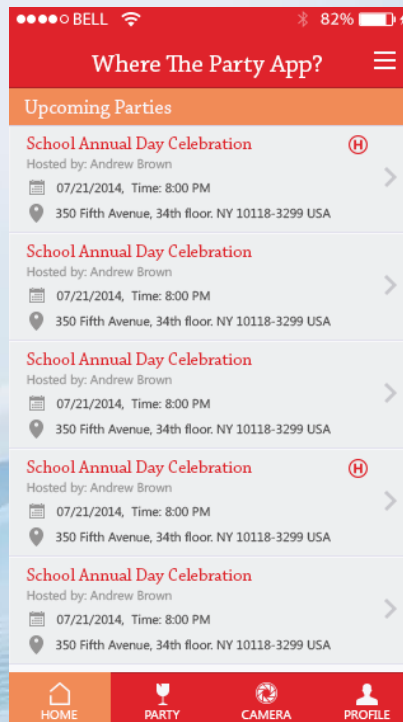 BELL 82%
Where The Party App?
Upcoming Parties
School Annual Day Celebration H
Hosted by: Andrew Brown
07/21/2014, Time: 8:00 PM
350 Fifth Avenue, 34th floor. NY 10118-3299 USA
School Annual Day Celebration
Hosted by: Andrew Brown
07/21/2014, Time: 8:00 PM
350 Fifth Avenue, 34th floor. NY 10118-3299 USA
School Annual Day Celebration
Hosted by: Andrew Brown
07/21/2014, Time: 8:00 PM
350 Fifth Avenue, 34th floor. NY 10118-3299 USA
School Annual Day Celebration H
Hosted by: Andrew Brown
07/21/2014, Time: 8:00 PM
350 Fifth Avenue, 34th floor. NY 10118-3299 USA
School Annual Day Celebration
Hosted by: Andrew Brown
07/21/2014, Time: 8:00 PM
350 Fifth Avenue, 34th floor. NY 10118-3299 USA
HOME PARTY CAMERA PROFILE